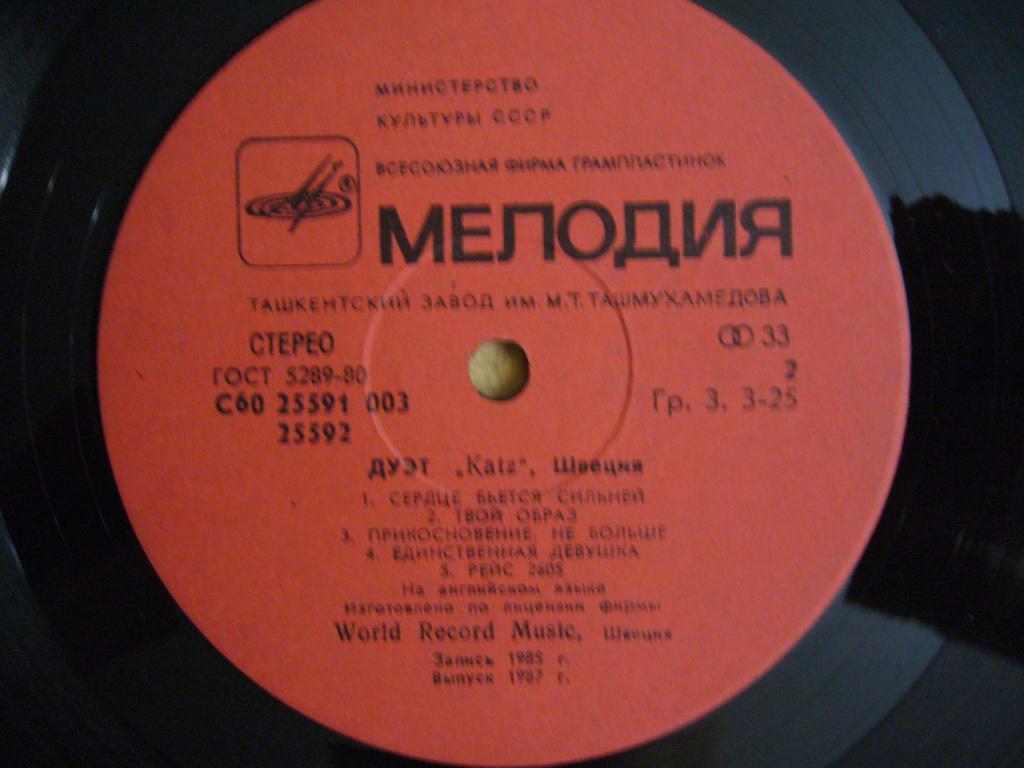 МИНИСТЕРСТВО
КУЛЬТУРЫ СССР
ВСЕСОЮЗНАЯ ФИРМА ГРАМПЛАСТИНОК
МЕЛОДИЯ
ТАШКЕНТСКИЙ ЗАВОД ИМ. М.Т. ТАШМУХАМЕДОВА
СТЕРЕО
33
ГОСТ 5289-80
2
С60 25591 003
Гр. 3. 3-25
25592
ДУЭТ „Katz", Швеция
1. СЕРДЦЕ БЬЕТСЯ СИЛЬНЕЙ
2. ТВОЙ ОБРАЗ
3. ПРИКОСНОВЕНИЕ, НЕ БОЛЬШЕ
4. ЕДИНСТВЕННАЯ ДЕВУШКА
5. РЕЙС 2605
На английском языке
Изготовлено по лицензии фирмы
World Record Music, Швеция
Запись 1985 г.
Выпуск 1987 г.